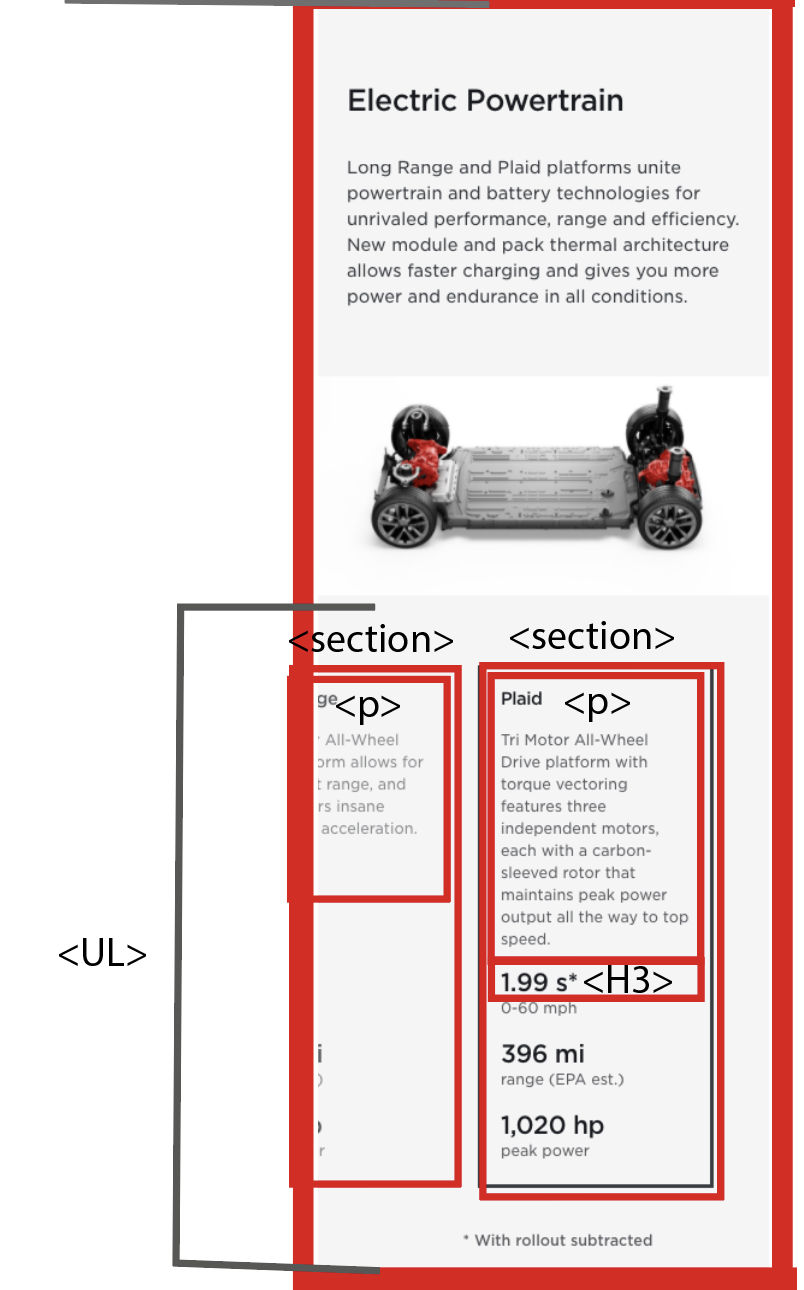 Electric Powertrain
Long Range and Plaid platforms unite
powertrain and battery technologies for
unrivaled performance, range and efficiency.
New module and pack thermal architecture
allows faster charging and gives you more
power and endurance in all conditions.
<section>
<section>
ge
<p>
All-Wheel
orm allows for
t range, and
rs insane
acceleration.
i
)
r
Plaid
<p>
Tri Motor All-Wheel
Drive platform with
torque vectoring
features three
independent motors,
each with a carbon-
sleeved rotor that
maintains peak power
output all the way to top
speed.
<UL>
1.99 s* <H3>
0-60 mph
396 mi
range (EPA est.)
1,020 hp
peak power
* With rollout subtracted